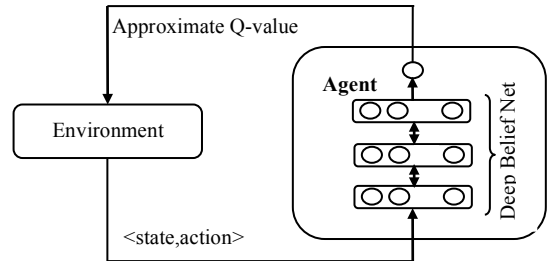 Approximate Q-value
Agent
Environment
Deep Belief Net
<state,action>